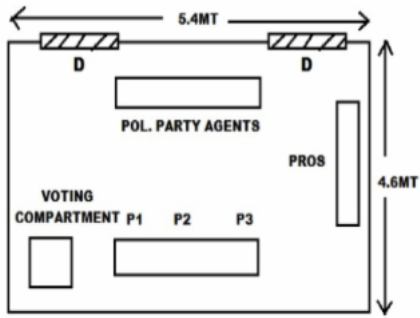 5.4MT
D D
POL. PARTY AGENTS
PROS
4.6MT
VOTING
COMPARTMENT P1 P2 P3